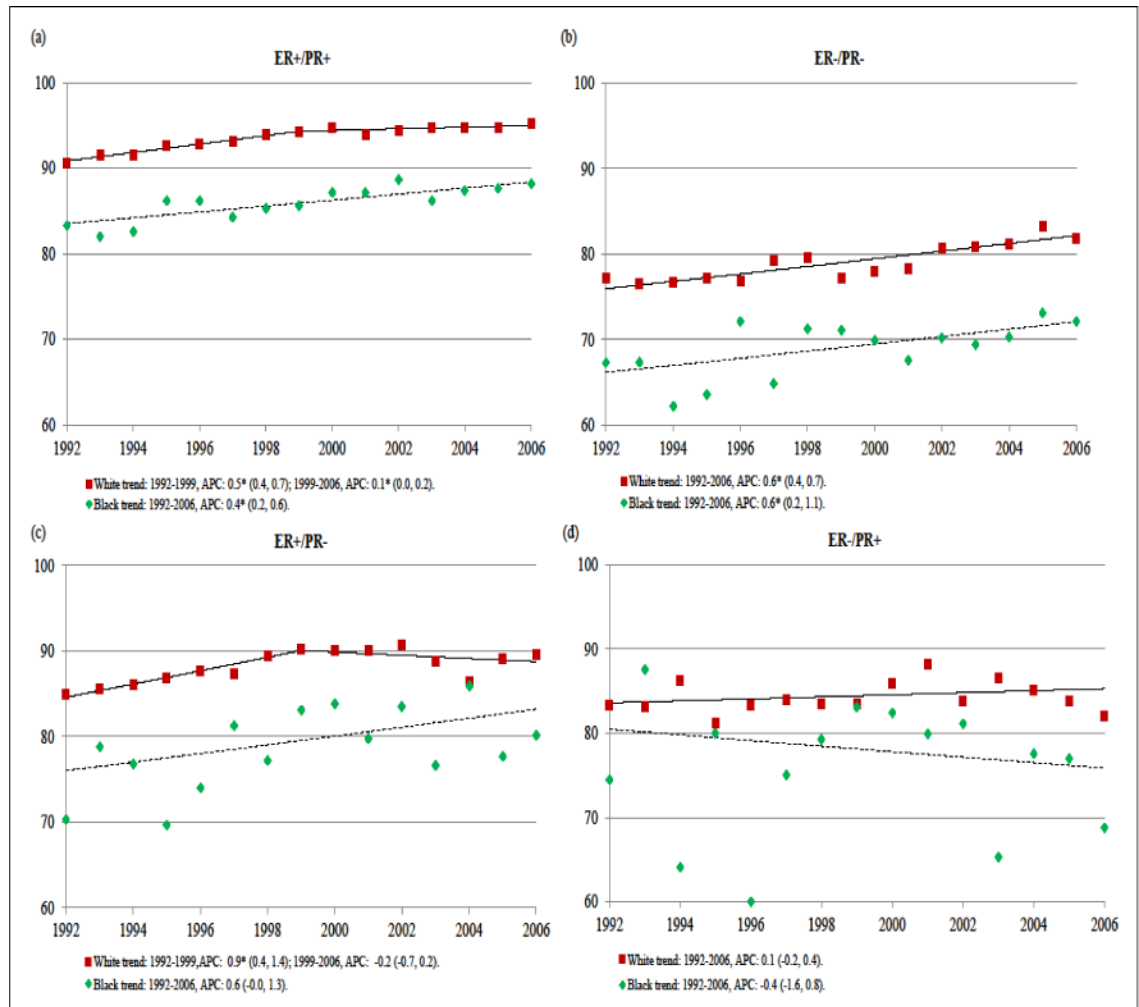 (a)
ER+/PR+
100
90
80
70
60
1992 1994 1996 1998 2000 2002 2004 2006
White trend: 1992-1999, APC: 0.5* (0.4, 0.7); 1999-2006, APC: 0.1* (0.0, 0.2).
Black trend: 1992-2006, APC: 0.4* (0.2, 0.6).
(b)
ER-/PR-
100
90
80
70
60
1992 1994 1996 1998 2000 2002 2004 2006
White trend: 1992-2006, APC: 0.6* (0.4, 0.7).
Black trend: 1992-2006, APC: 0.6* (0.2, 1.1).
(c)
ER+/PR-
100
90
80
70
60
1992 1994 1996 1998 2000 2002 2004 2006
White trend: 1992-1999,APC: 0.9* (0.4, 1.4); 1999-2006, APC: -0.2 (-0.7, 0.2).
Black trend: 1992-2006, APC: 0.6 (-0.0, 1.3).
(d)
ER-/PR+
100
90
80
70
60
1992 1994 1996 1998 2000 2002 2004 2006
White trend: 1992-2006, APC: 0.1 (-0.2, 0.4).
Black trend: 1992-2006, APC: -0.4 (-1.6, 0.8).